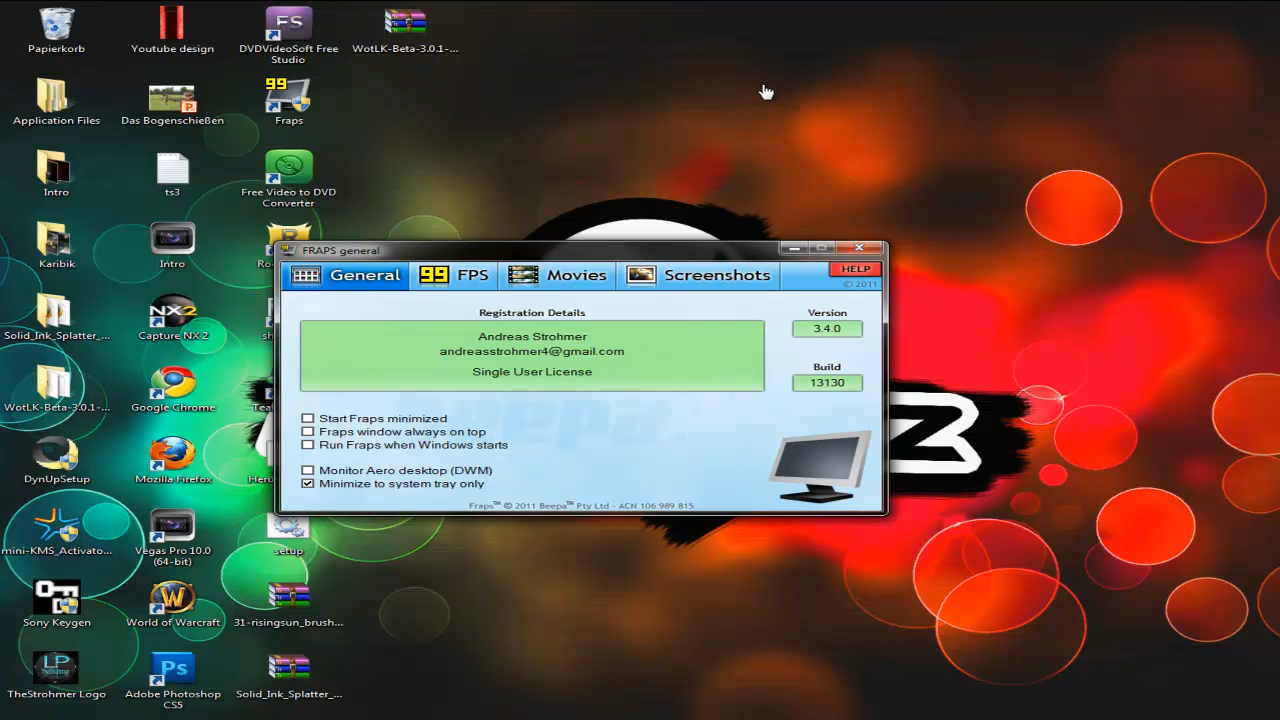 Papierkorb
Youtube design
DVDVideoSoft Free
Studio
WotLK-Beta-3.0.1-...
Application Files
Das Bogenschießen
99
Fraps
Intro
ts3
Free Video to DVD
Converter
Karibik
Intro
FRAPS general
General
99 FPS
Movies
Screenshots
HELP
© 2011
Registration Details
Andreas Strohmer
andreasstrohmer4@gmail.com
Single User License
Version
3.4.0
Build
13130
Start Fraps minimized
Fraps window always on top
Run Fraps when Windows starts
Monitor Aero desktop (DWM)
Minimize to system tray only
Fraps™ © 2011 Beepa™ Pty Ltd - ACN 106 989 815
Solid_Ink_Splatter_...
NX2
Capture NX 2
WotLK-Beta-3.0.1-...
Google Chrome
DynUpSetup
Mozilla Firefox
mini-KMS_Activato...
Vegas Pro 10.0
(64-bit)
setup
Sony Keygen
World of Warcraft
31-risingsun_brush...
LP
TheStrohmer Logo
Ps
Adobe Photoshop
CS5
Solid_Ink_Splatter_...